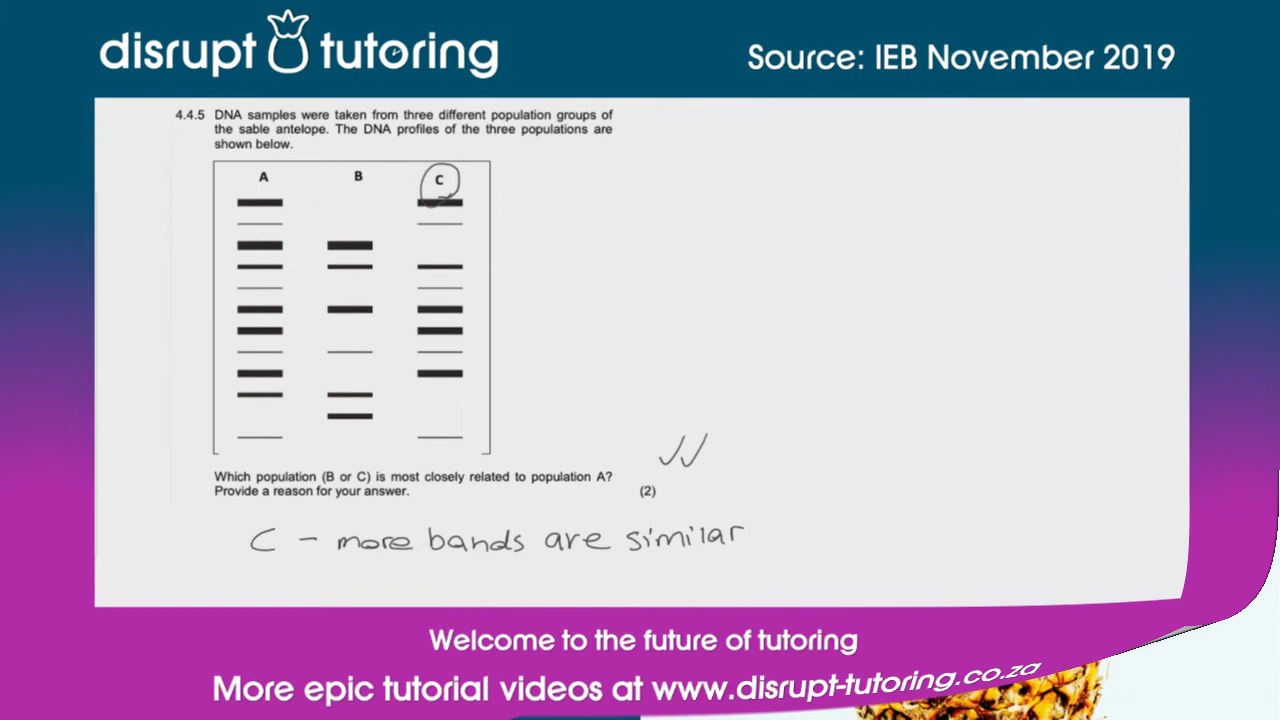 disrupt tutoring
Source: IEB November 2019
4.4.5 DNA samples were taken from three different population groups of
the sable antelope. The DNA profiles of the three populations are
shown below.
A B C
Which population (B or C) is most closely related to population A?
Provide a reason for your answer. (2)
C – more bands are similar
Welcome to the future of tutoring
More epic tutorial videos at www.disrupt-tutoring.co.za